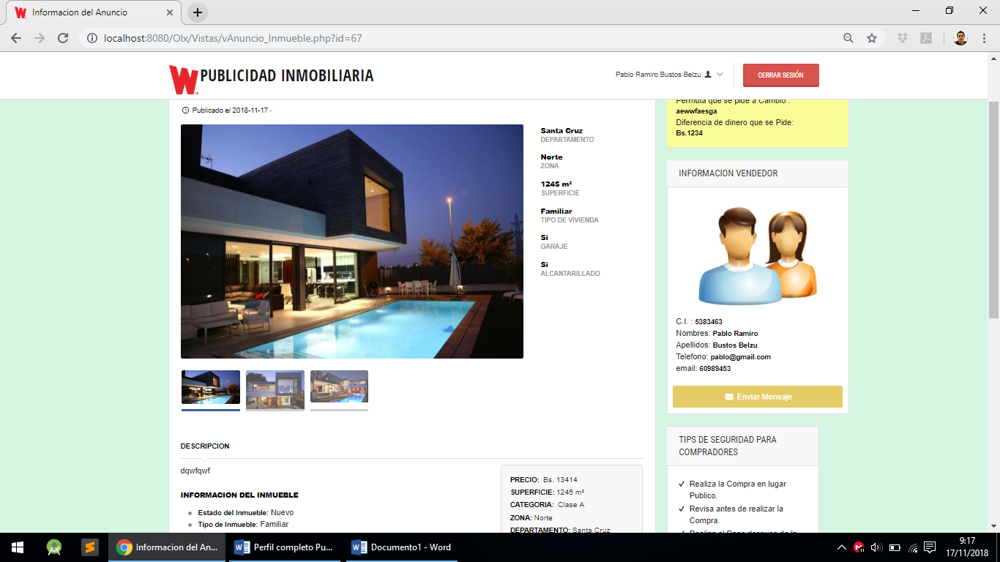 Informacion del Anuncio
localhost:8080/Olx/Vistas/vAnuncio_Inmueble.php?id=67
W PUBLICIDAD INMOBILIARIA
Pablo Ramiro Bustos Belzu
CERRAR SESIÓN
Publicado el 2018-11-17 -
Santa Cruz
DEPARTAMENTO
Norte
ZONA
1245 m²
SUPERFICIE
Familiar
TIPO DE VIVIENDA
Si
GARAJE
Si
ALCANTARILLADO
DESCRIPCION
dqwfqwf
INFORMACION DEL INMUEBLE
Estado del Inmueble: Nuevo
Tipo de Inmueble: Familiar
PRECIO: Bs. 13414
SUPERFICIE: 1245 m²
CATEGORIA: Clase A
ZONA: Norte
DEPARTAMENTO: Santa Cruz
Permuta que se pide a Cambio :
aewwfaesga
Diferencia de dinero que se Pide:
Bs.1234
INFORMACION VENDEDOR
C.I. : 5383463
Nombres: Pablo Ramiro
Apellidos: Bustos Belzu
Telefono: pablo@gmail.com
email: 60989453
Enviar Mensaje
TIPS DE SEGURIDAD PARA
COMPRADORES
Realiza la Compra en lugar
Publico.
Revisa antes de realizar la
Compra.
Realiza el Pago despues de la
Informacion del An...
Perfil completo Pu...
Documento1 - Word
9:17
17/11/2018